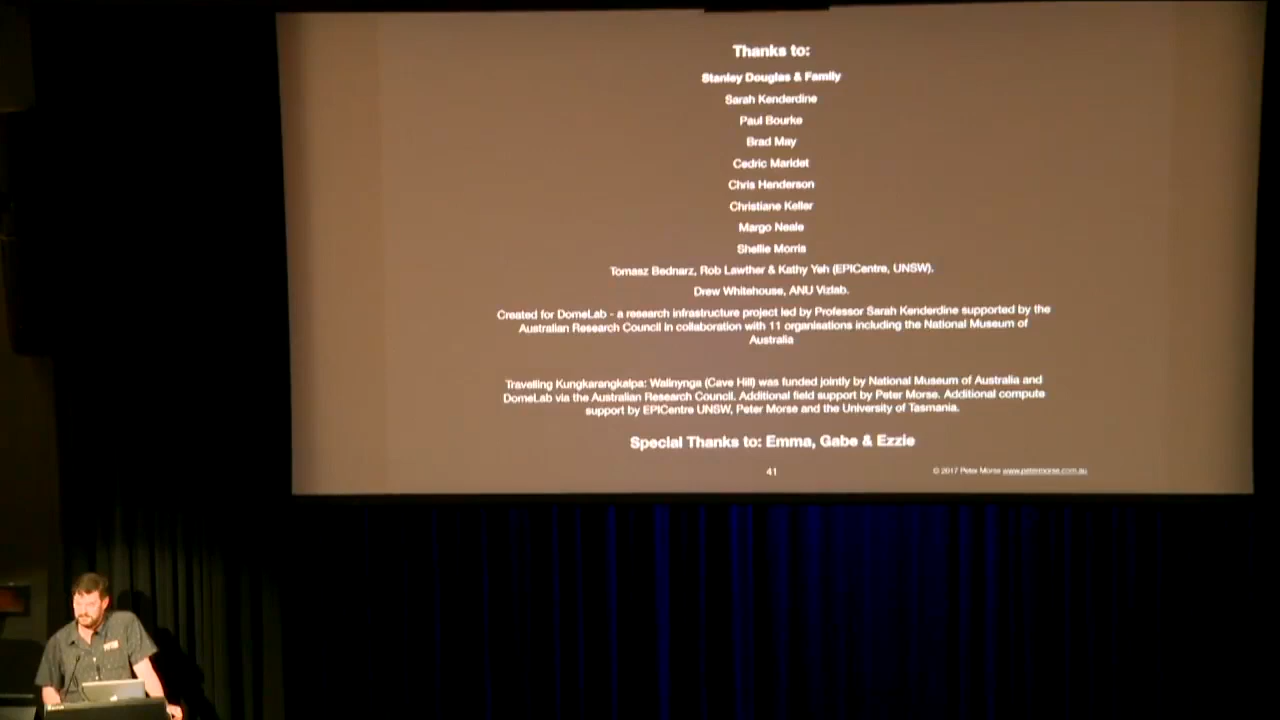 Thanks to:
Stanley Douglas & Family
Sarah Kenderdine
Paul Bourke
Brad May
Cedric Maridet
Chris Henderson
Christiane Keller
Margo Neale
Shellie Morris
Tomasz Bednarz, Rob Lawther & Kathy Yeh (EPICentre, UNSW).
Drew Whitehouse, ANU Vizlab.
Created for DomeLab - a research infrastructure project led by Professor Sarah Kenderdine supported by the
Australian Research Council in collaboration with 11 organisations including the National Museum of
Australia
Travelling Kungkarangkalpa: Walinynga (Cave Hill) was funded jointly by National Museum of Australia and
DomeLab via the Australian Research Council. Additional field support by Peter Morse. Additional compute
support by EPICentre UNSW, Peter Morse and the University of Tasmania.
Special Thanks to: Emma, Gabe & Ezzie
41
© 2017 Peter Morse www.petermorse.com.au